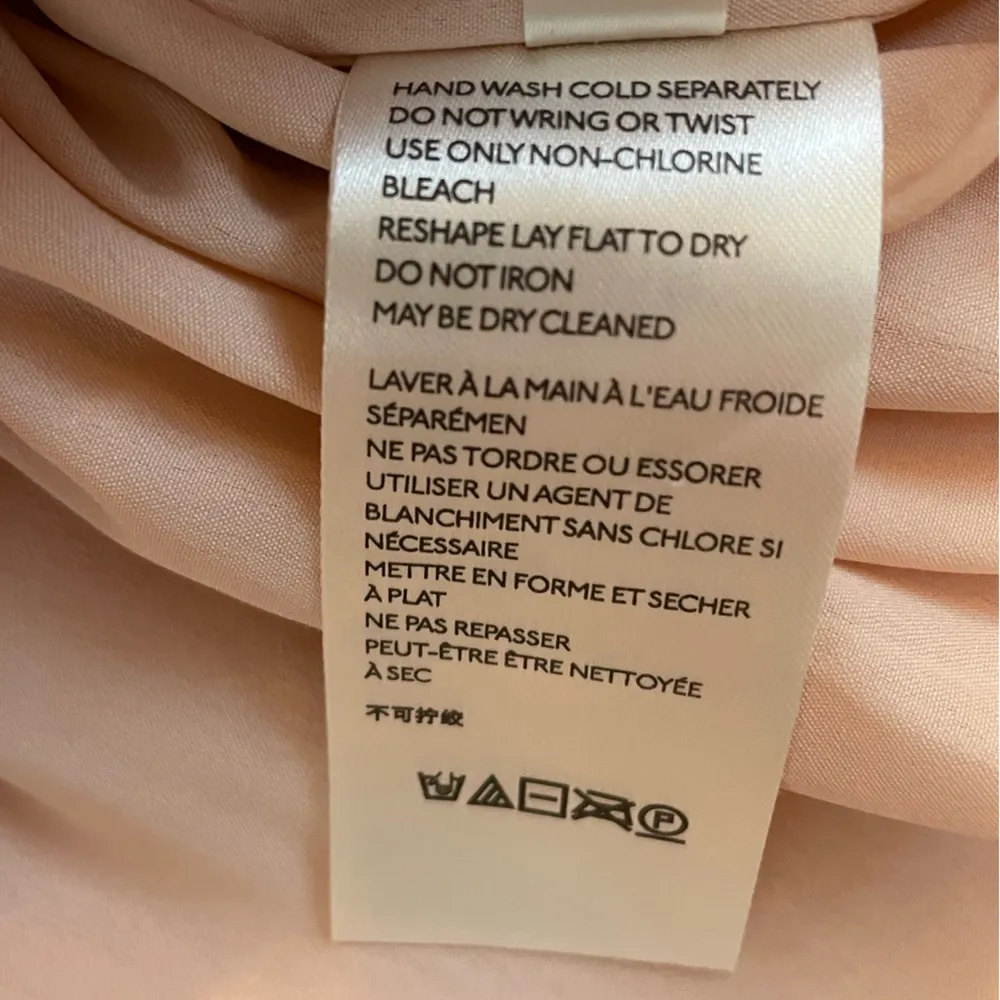 HAND WASH COLD SEPARATELY
DO NOT WRING OR TWIST
USE ONLY NON-CHLORINE
BLEACH
RESHAPE LAY FLAT TO DRY
DO NOT IRON
MAY BE DRY CLEANED
LAVER À LA MAIN À L'EAU FROIDE
SÉPARÉMEN
NE PAS TORDRE OU ESSORER
UTILISER UN AGENT DE
BLANCHIMENT SANS CHLORE SI
NÉCESSAIRE
METTRE EN FORME ET SECHER
À PLAT
NE PAS REPASSER
PEUT-ÊTRE ÊTRE NETTOYÉE
À SEC
不可拧绞
P